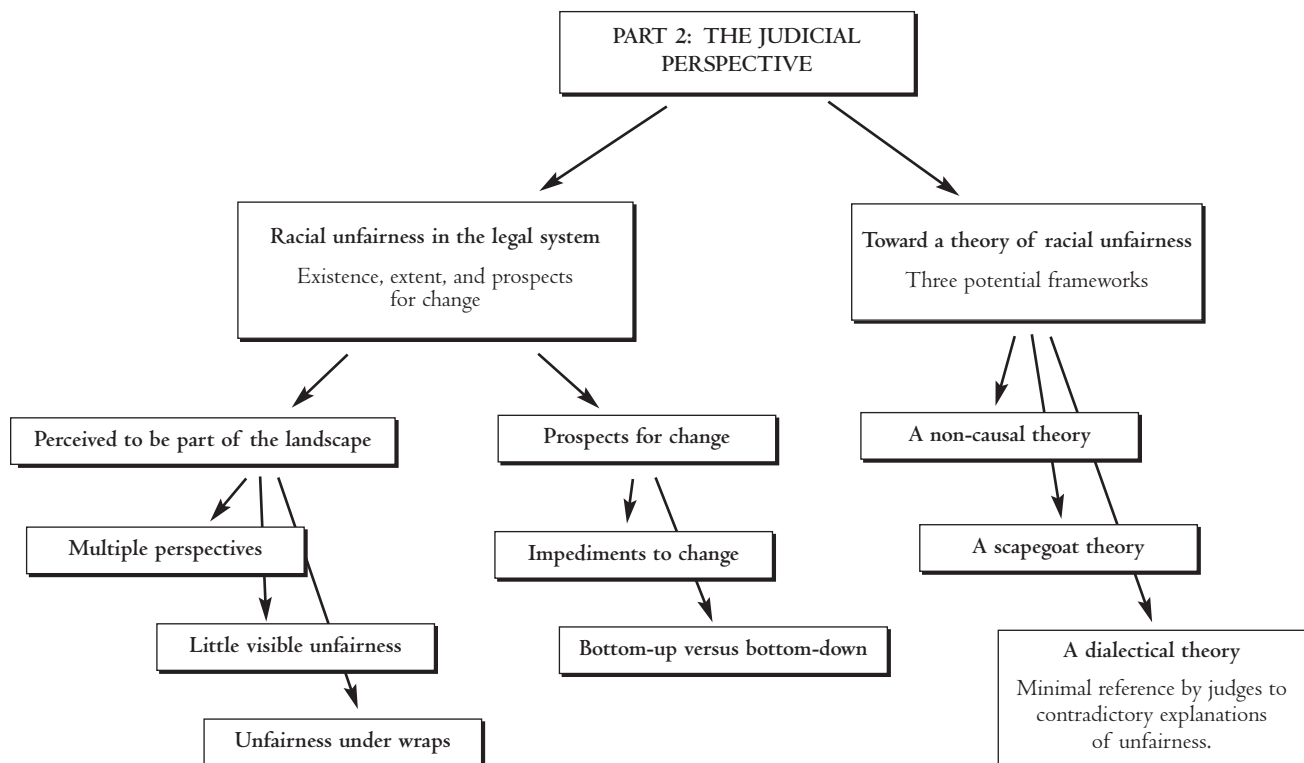 PART 2: THE JUDICIAL
PERSPECTIVE
Racial unfairness in the legal system
Existence, extent, and prospects
for change
Toward a theory of racial unfairness
Three potential frameworks
Perceived to be part of the landscape
Prospects for change
A non-causal theory
Multiple perspectives
Impediments to change
A scapegoat theory
Little visible unfairness
Bottom-up versus bottom-down
A dialectical theory
Minimal reference by judges to
contradictory explanations
of unfairness.
Unfairness under wraps